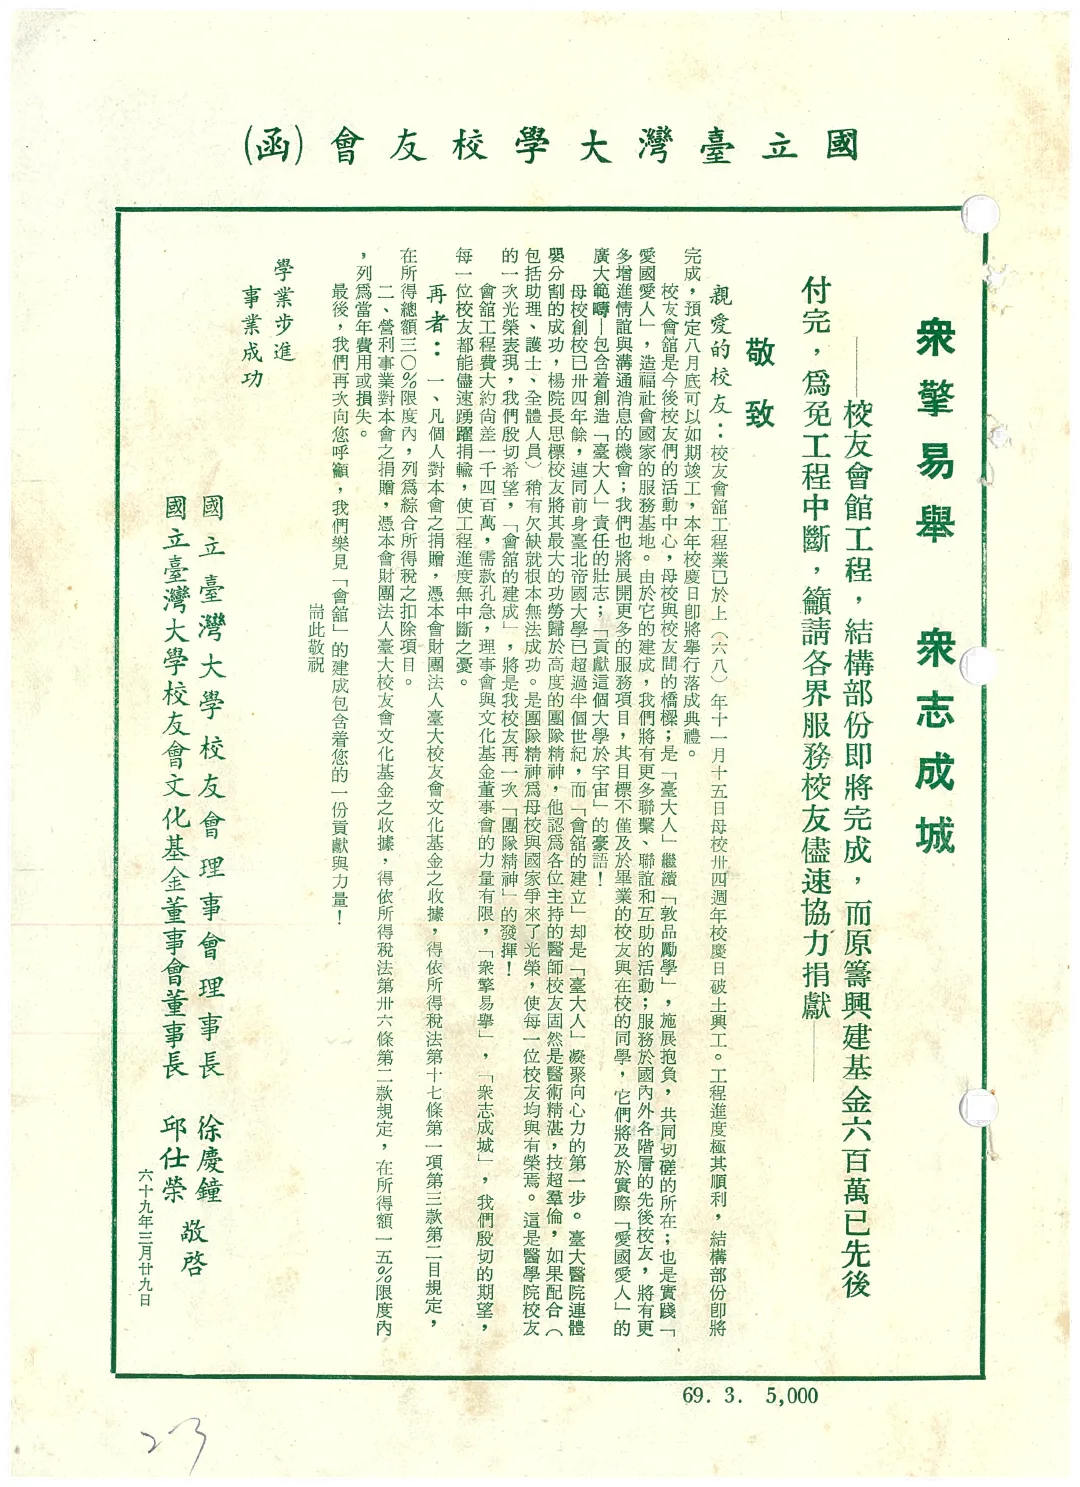 國立臺灣大學校友會(函)
衆擎易舉　衆志成城
——校友會館工程，結構部份即將完成，而原籌興建基金六百萬已先後
付完，爲免工程中斷，籲請各界服務校友儘速協力捐獻——
敬致
親愛的校友：校友會舘工程業已於上（六八）年十一月十五日母校卅四週年校慶日破土興工。工程進度極其順利，結構部份卽將
完成，預定八月底可以如期竣工，本年校慶日卽將舉行落成典禮。
校友會舘是今後校友們的活動中心，母校與校友間的橋樑；是「臺大人」繼續「敦品勵學」，施展抱負，共同切磋的所在；也是實踐「
愛國愛人」，造福社會國家的服務基地。由於它的建成，我們將有更多聯繫、聯誼和互助的活動；服務於國內外各階層的先後校友，將有更
多增進情誼與溝通消息的機會；我們也將展開更多的服務項目，其目標不僅及於畢業的校友與在校的同學，它們將及於實際「愛國愛人」的
廣大範疇—包含着創造「臺大人」責任的壯志；「貢獻這個大學於宇宙」的豪語！
母校創校已卅四年餘，連同前身臺北帝國大學已超過半個世紀，而「會舘的建立」却是「臺大人」凝聚向心力的第一步。臺大醫院連體
嬰分割的成功，楊院長思標校友將其最大的功勞歸於高度的團隊精神，他認爲各位主持的醫師校友固然是醫術精湛，技超羣倫，如果配合（
包括助理、護士、全體人員）稍有欠缺就根本無法成功。是團隊精神爲母校與國家爭來了光榮，使每一位校友均與有榮焉。這是醫學院校友
的一次光榮表現，我們殷切希望，「會舘的建成」，將是我校友再一次「團隊精神」的發揮！
會舘工程費大約尚差一千四百萬，需款孔急，理事會與文化基金董事會的力量有限，「衆擎易舉」，「衆志成城」，我們殷切的期望，
每一位校友都能儘速踴躍捐輸，使工程進度無中斷之憂。
再者：一、凡個人對本會之捐贈，憑本會財團法人臺大校友會文化基金之收據，得依所得稅法第十七條第一項第三款第二目規定，
在所得總額三〇%限度內，列爲綜合所得稅之扣除項目。
二、營利事業對本會之捐贈，憑本會財團法人臺大校友會文化基金之收據，得依所得稅法第卅六條第二款規定，在所得額一五%限度內
，列爲當年費用或損失。
最後，我們再次向您呼籲，我們樂見「會舘」的建成包含着您的一份貢獻與力量！
耑此敬祝
學業步進
事業成功
國立臺灣大學校友會理事會理事長　徐慶鐘
國立臺灣大學校友會文化基金董事會董事長　邱仕榮
敬啓
六十九年三月廿九日
69. 3. 5,000
23